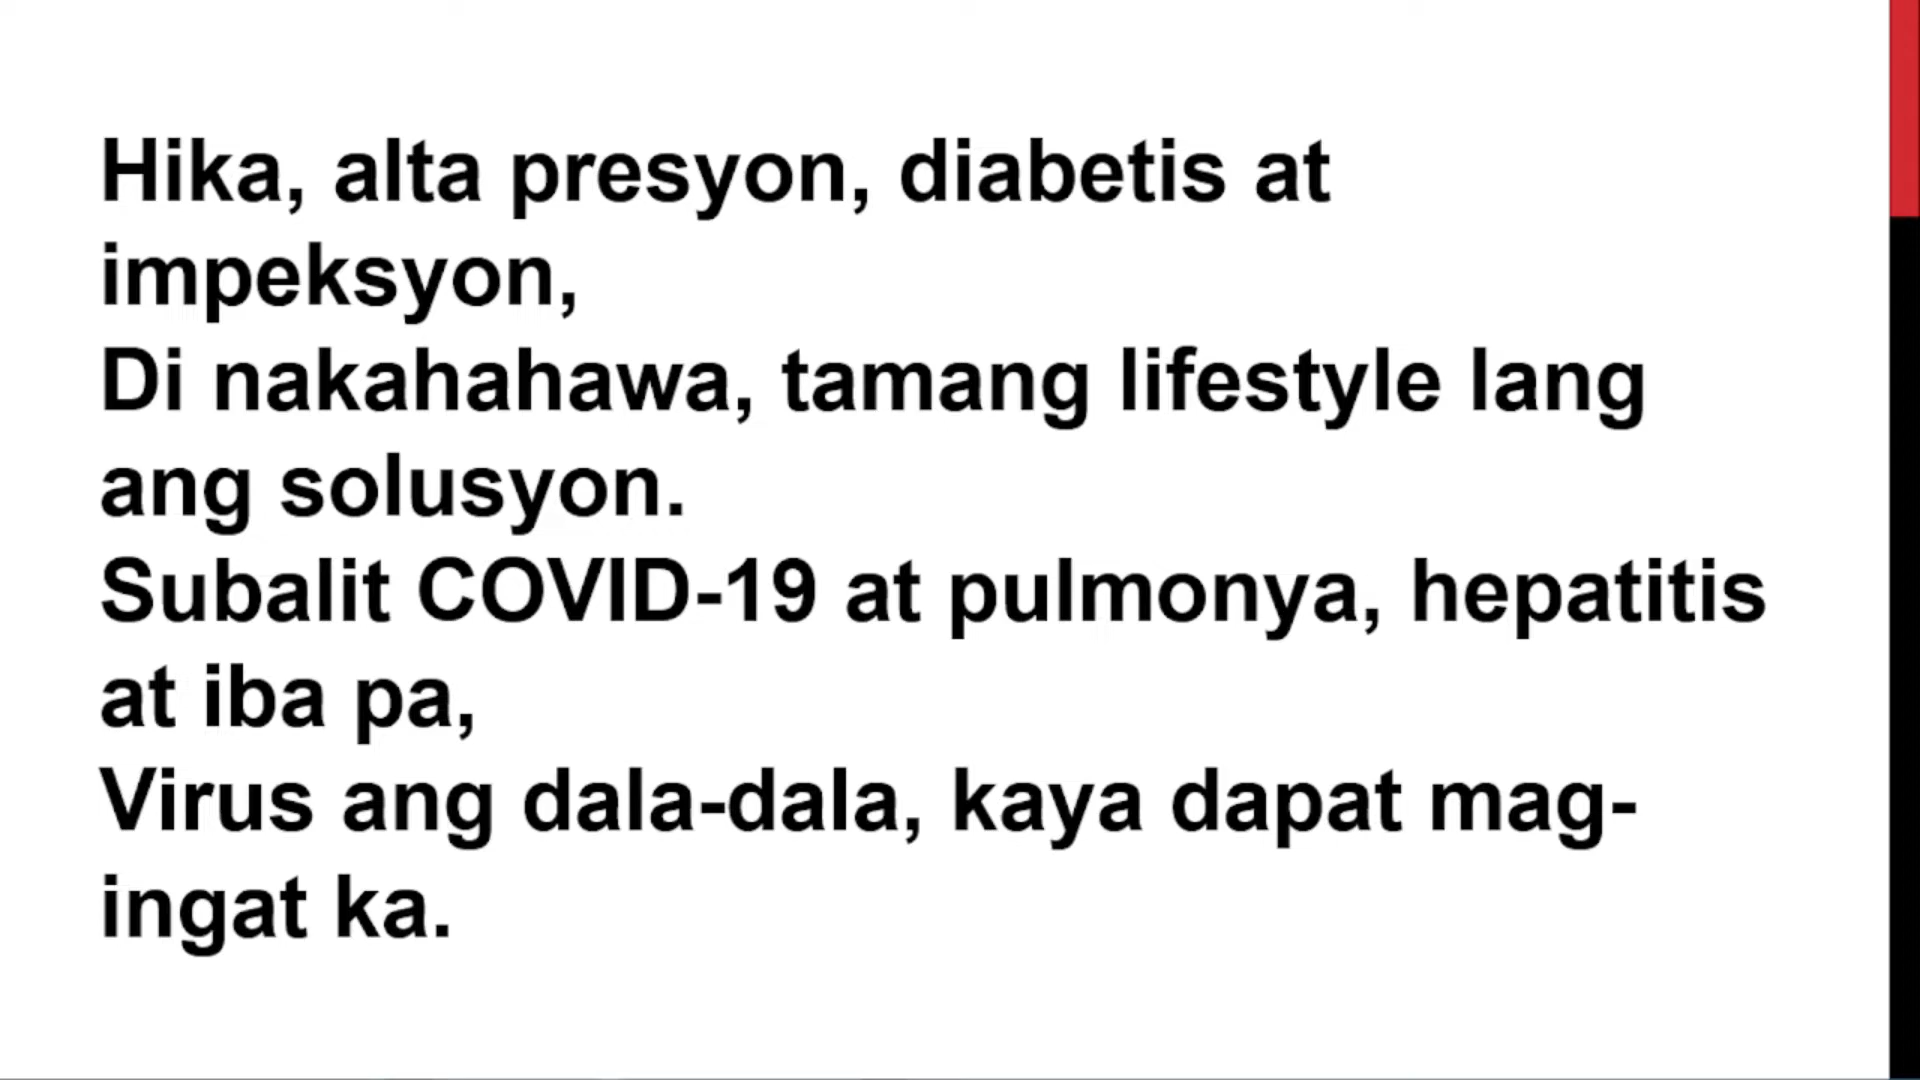 Hika, alta presyon, diabetis at
impeksyon,
Di nakahahawa, tamang lifestyle lang
ang solusyon.
Subalit COVID-19 at pulmonya, hepatitis
at iba pa,
Virus ang dala-dala, kaya dapat mag-
ingat ka.